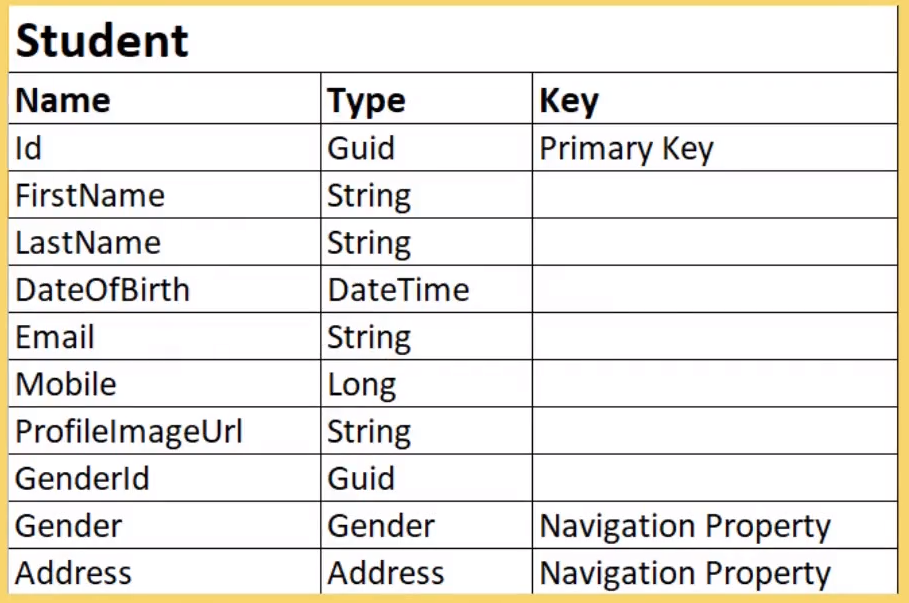 Student
Name Type Key
Id Guid Primary Key
FirstName String
LastName String
DateOfBirth DateTime
Email String
Mobile Long
ProfileImageUrl String
GenderId Guid
Gender Gender Navigation Property
Address Address Navigation Property